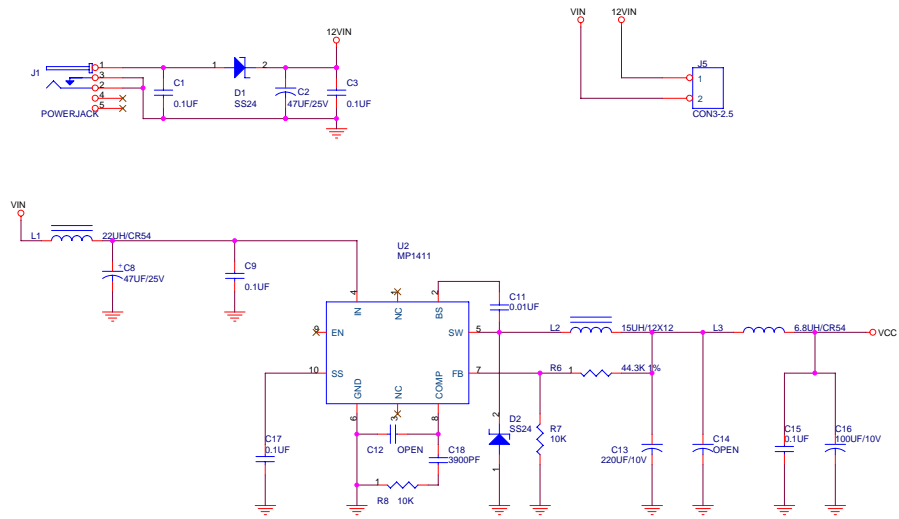 12VIN
VIN
12VIN
J1
1
3
2
4
5
POWERJACK
C1
0.1UF
1
2
D1
SS24
C2
47UF/25V
C3
0.1UF
J5
1
2
CON3-2.5
VIN
L1
22UH/CR54
+
C8
47UF/25V
C9
0.1UF
U2
MP1411
4
1
2
IN
NC
BS
C11
0.01UF
9
EN
SW
5
L2
15UH/12X12
L3
6.8UH/CR54
VCC
10
SS
FB
7
R6
1
44.3K 1%
GND
NC
COMP
6
3
8
C17
0.1UF
C12
OPEN
C18
3900PF
1
R8
10K
2
D2
SS24
1
R7
10K
C13
220UF/10V
C14
OPEN
C15
0.1UF
C16
100UF/10V